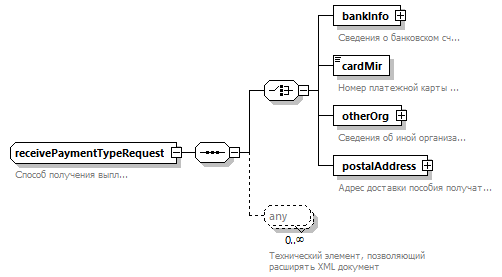 bankInfo
Сведения о банковском сч...
cardMir
Номер платежной карты ...
otherOrg
Сведения об иной организа...
receivePaymentTypeRequest
Способ получения выпл...
postalAddress
Адрес доставки пособия получат...
any
0..∞
Технический элемент, позволяющий
расширять XML документ